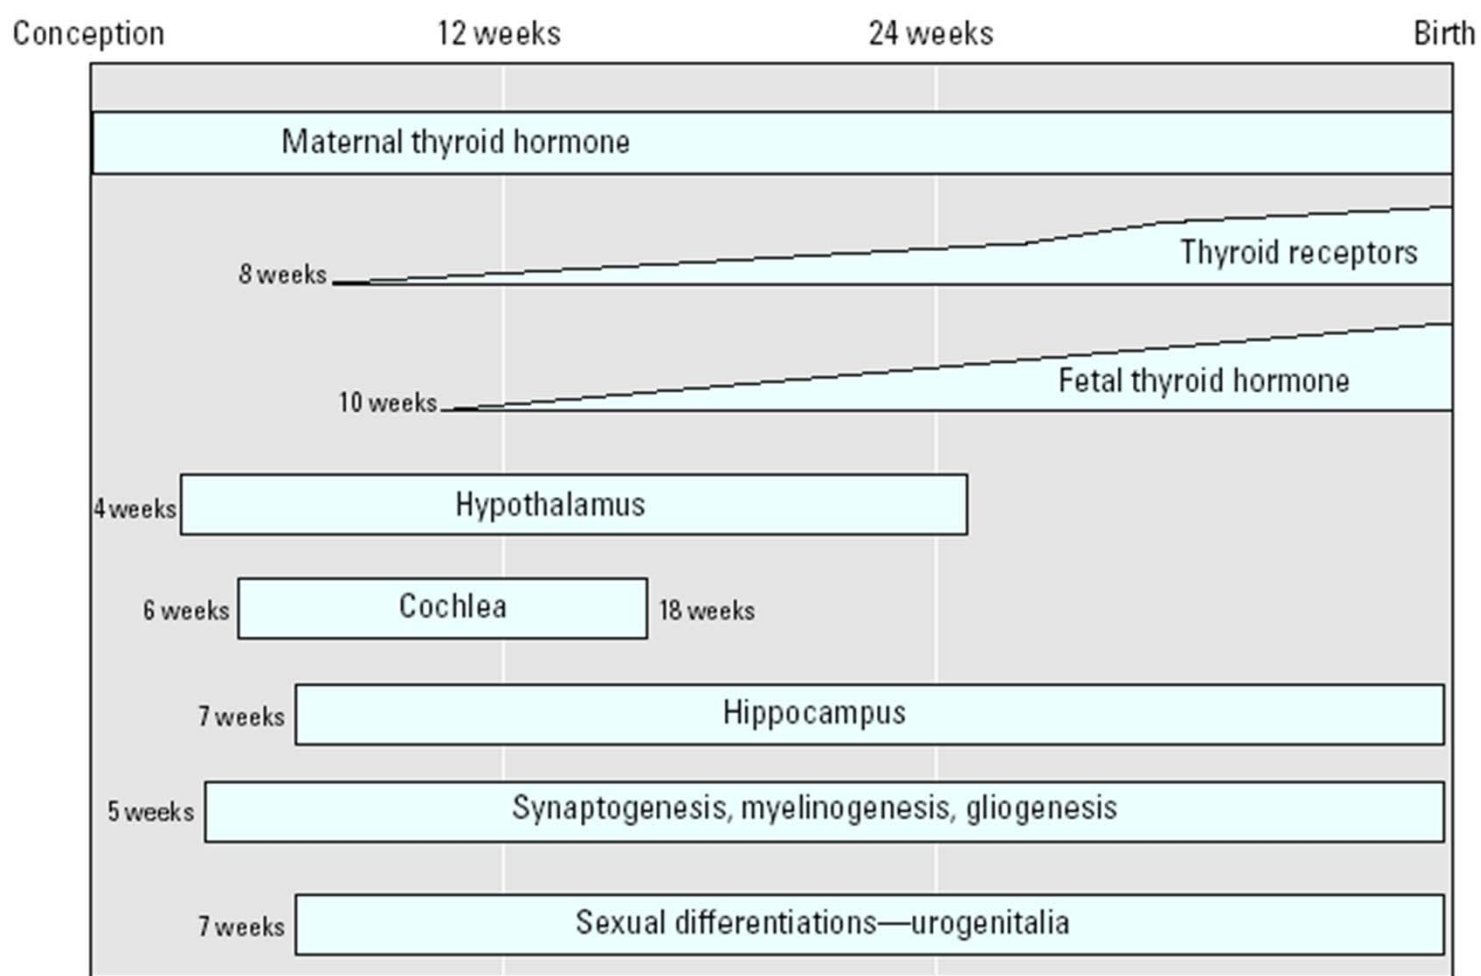 Conception 12 weeks 24 weeks Birth
Maternal thyroid hormone
Thyroid receptors
8 weeks
Fetal thyroid hormone
10 weeks
4 weeks Hypothalamus
6 weeks Cochlea 18 weeks
7 weeks Hippocampus
5 weeks Synaptogenesis, myelinogenesis, gliogenesis
7 weeks Sexual differentiations—urogenitalia